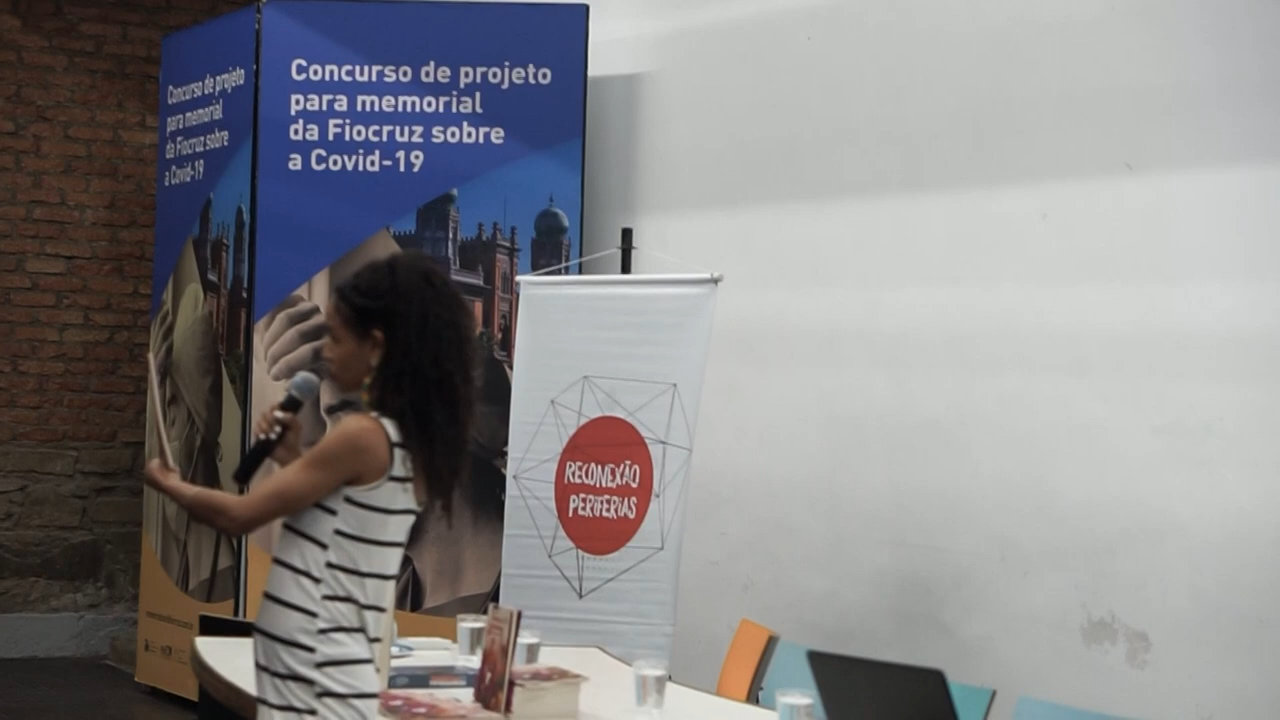 Concurso de projeto
para memorial
da Fiocruz sobre
a Covid-19
Concurso de projeto
para memorial
da Fiocruz sobre
a Covid-19
RECONEXÃO
PERIFERIAS